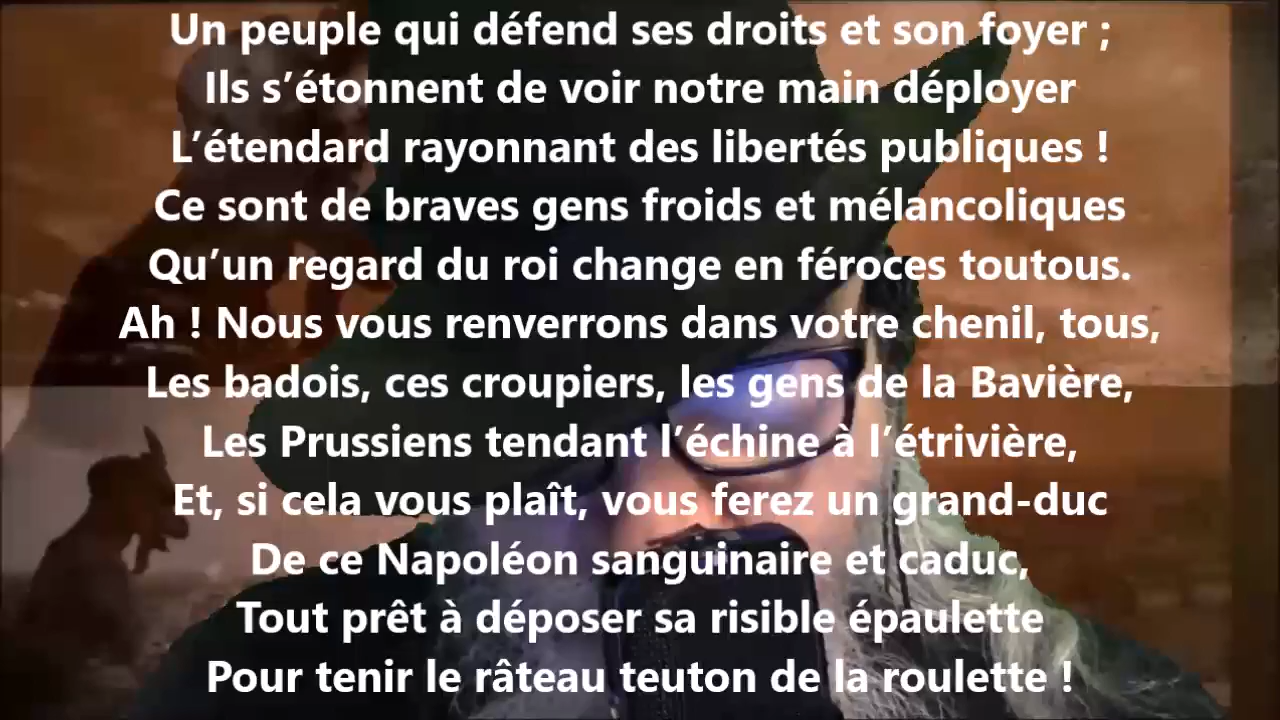 Un peuple qui défend ses droits et son foyer ;
Ils s’étonnent de voir notre main déployer
L’étendard rayonnant des libertés publiques !
Ce sont de braves gens froids et mélancoliques
Qu’un regard du roi change en féroces toutous.
Ah ! Nous vous renverrons dans votre chenil, tous,
Les badois, ces croupiers, les gens de la Bavière,
Les Prussiens tendant l’échine à l’étrivière,
Et, si cela vous plaît, vous ferez un grand-duc
De ce Napoléon sanguinaire et caduc,
Tout prêt à déposer sa risible épaulette
Pour tenir le râteau teuton de la roulette !